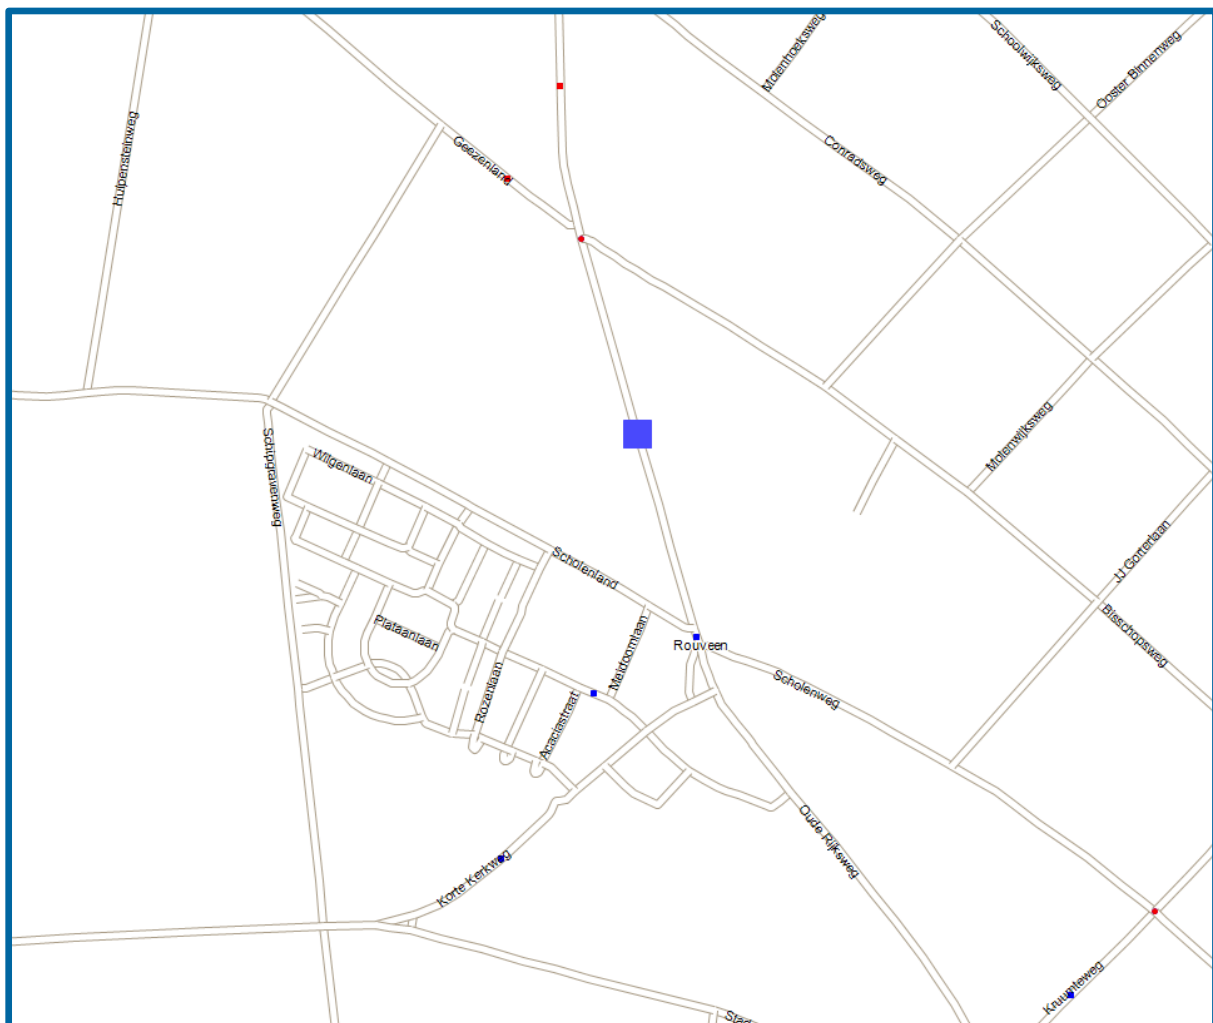 Molenhoeksweg
Schoolwijksweg
Ooster Binnenweg
Hulpensteinweg
Geezenland
Conradsweg
Molenwijksweg
Schipgravenweg
Wilgenlaan
JJ Gorterlaan
Scholenland
Bisschopsweg
Plataanlaan
Meidoornlaan
Rouveen
Rozenlaan
Acaciastraat
Scholenweg
Oude Rijksweg
Korte Kerkweg
Kruumteweg